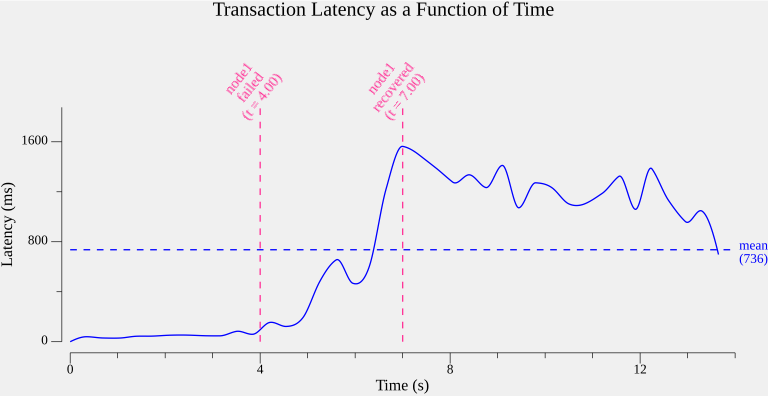 Transaction Latency as a Function of Time
node1
failed
(t = 4.00)
node1
recovered
(t = 7.00)
1600
800
0
Latency (ms)
mean
(736)
0
4
8
12
Time (s)